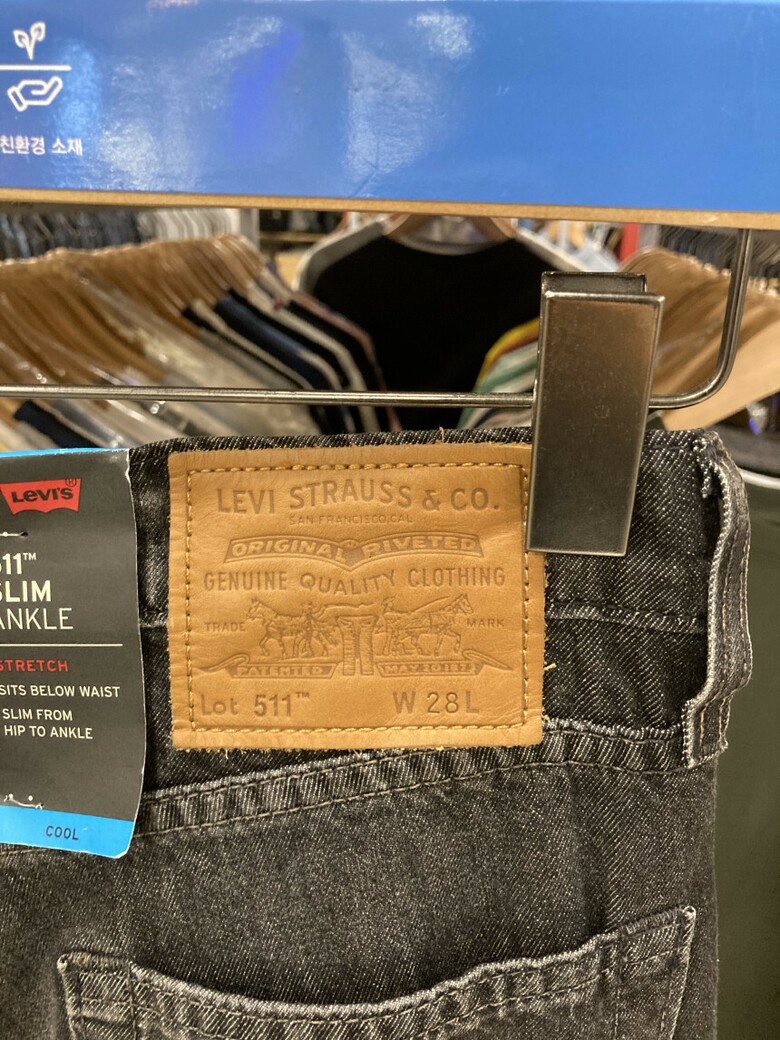 친환경 소재
LEVI'S®
511™
SLIM
ANKLE
STRETCH
SITS BELOW WAIST
SLIM FROM
HIP TO ANKLE
COOL
LEVI STRAUSS & CO.
SAN FRANCISCO, CAL
ORIGINAL RIVETED
GENUINE QUALITY CLOTHING
TRADE MARK
PATENTED MAY 20 1873
Lot 511™ W 28 L